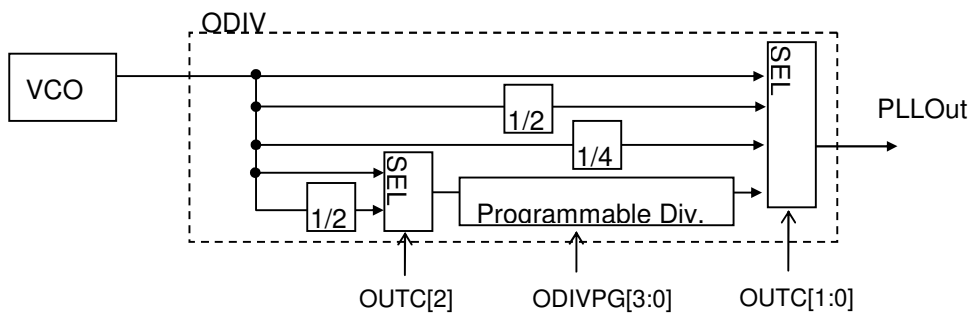 ODIV
VCO
SEL
1/2
PLLOut
1/4
SEL
1/2
Programmable Div.
OUTC[2]
ODIVPG[3:0]
OUTC[1:0]